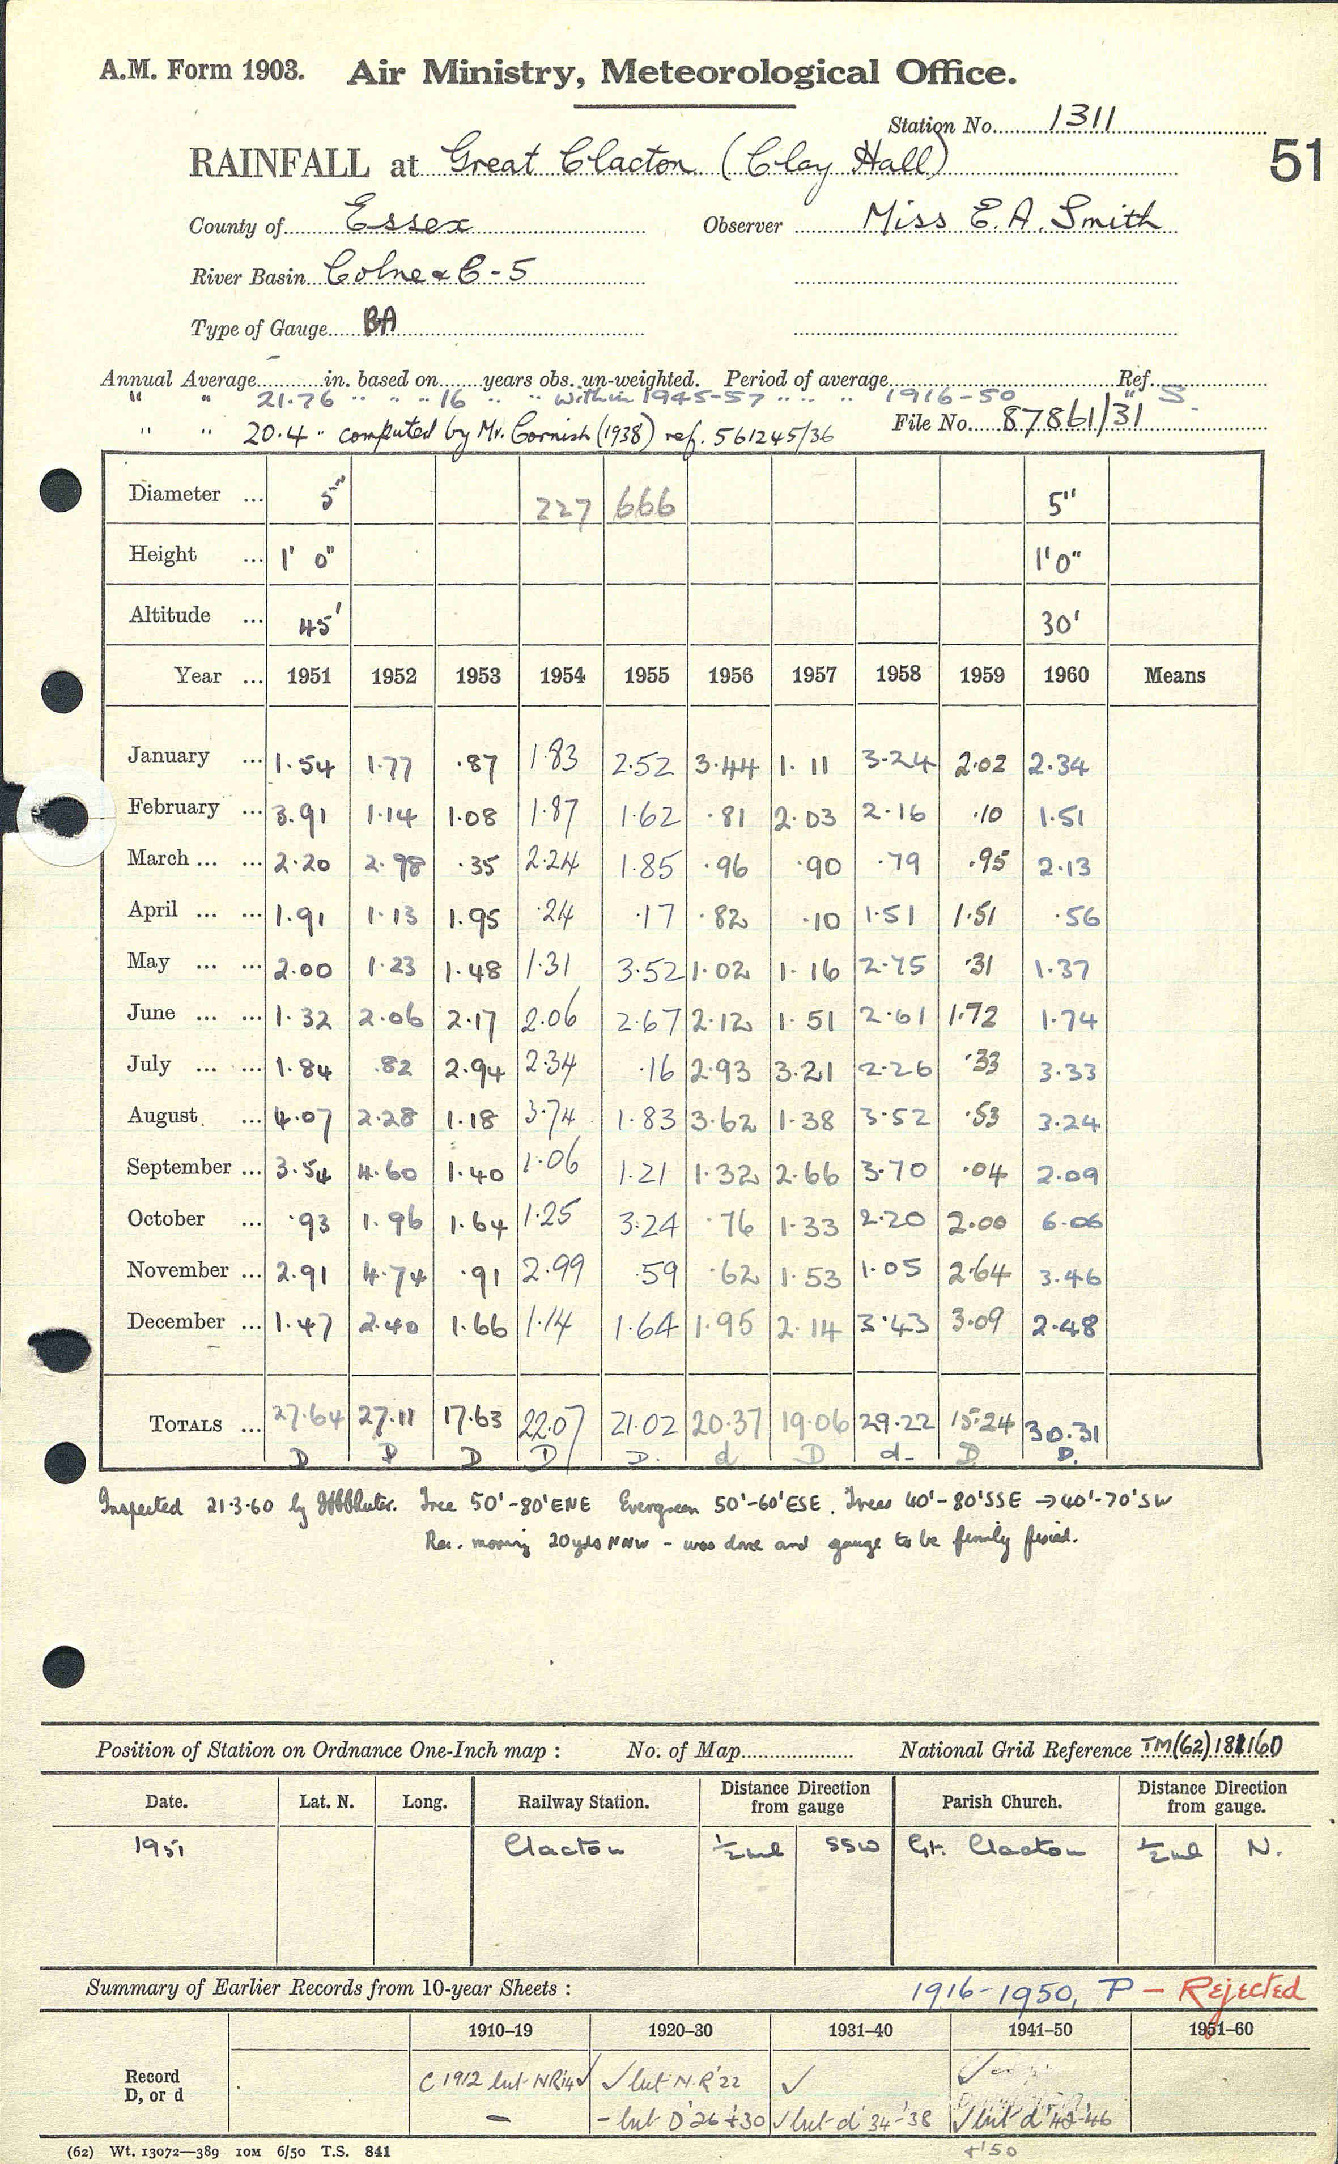 A.M. Form 1903. Air Ministry, Meteorological Office.
Station No. 1311
RAINFALL at Great Clacton (Clay Hall)
51
County of Essex Observer Miss E. A. Smith
River Basin Colne & C-5
Type of Gauge BA
Annual Average in. based on years obs. un-weighted. Period of average Ref.
" " 21.76 " " " 16 " " within 1945-57 " " " 1916-50 " S.
" " 20.4 " computed by Mr. Cornish (1938) ref. 561245/36 File No. 87861/31
Diameter ... 5" 227 666 5"
Height ... 1' 0" 1'0"
Altitude ... 45' 30'
Year ... 1951 1952 1953 1954 1955 1956 1957 1958 1959 1960 Means
January ... 1.54 1.77 .87 1.83 2.52 3.44 1.11 3.24 2.02 2.34
February ... 3.91 1.14 1.08 1.87 1.62 .81 2.03 2.16 .10 1.51
March ... ... 2.20 2.98 .35 2.24 1.85 .96 .90 .79 .95 2.13
April ... ... 1.91 1.13 1.95 .24 .17 .82 .10 1.51 1.51 .56
May ... ... 2.00 1.23 1.48 1.31 3.52 1.02 1.16 2.75 .31 1.37
June ... ... 1.32 2.06 2.17 2.06 2.67 2.12 1.51 2.61 1.72 1.74
July ... ... 1.84 .82 2.94 2.34 .16 2.93 3.21 2.26 .33 3.33
August ... 4.07 2.28 1.18 3.74 1.83 3.62 1.38 3.52 .53 3.24
September ... 3.54 4.60 1.40 1.06 1.21 1.32 2.66 3.70 .04 2.09
October ... .93 1.96 1.64 1.25 3.24 .76 1.33 2.20 2.00 6.06
November ... 2.91 4.74 .91 2.99 .59 .62 1.53 1.05 2.64 3.46
December ... 1.47 2.40 1.66 1.14 1.64 1.95 2.14 3.43 3.09 2.48
TOTALS ... 27.64 27.11 17.63 22.07 21.02 20.37 19.06 29.22 15.24 30.31
D D D D D. d D d- D D.
Inspected 21.3.60 by Tree 50'-80' ENE Evergreen 50'-60' ESE. Trees 40'-80' SSE → 40'-70' SW
Rec. moving 20yds NNW - was done and gauge to be firmly fixed.
Position of Station on Ordnance One-Inch map : No. of Map National Grid Reference TM(62)181160
Date. Lat. N. Long. Railway Station. Distance Direction from gauge Parish Church. Distance Direction from gauge.
1951 Clacton ½ml SSW Gt. Clacton ½ml N.
Summary of Earlier Records from 10-year Sheets : 1916-1950, P - Rejected
1910-19 1920-30 1931-40 1941-50 1951-60
Record C 1912 but NR'14 ✓ ✓ but N.R'22 ✓ ✓
D, or d - - but D'26 + 30 ✓ but d' 34-'38 ✓ but d '42-46
+'50
(62) Wt. 13072—389 10M 6/50 T.S. 841